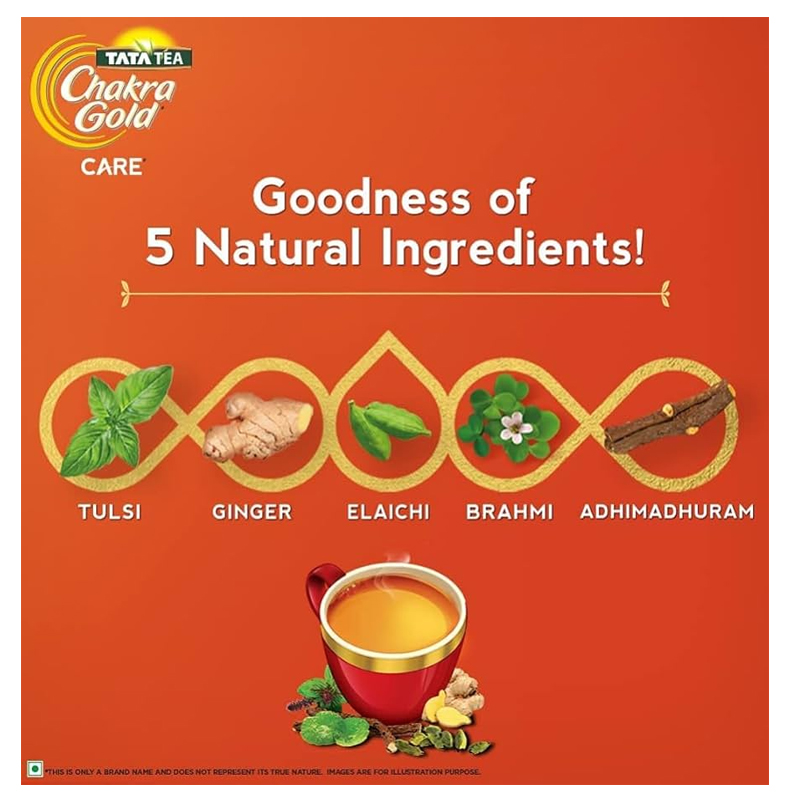 TATA TEA
Chakra
Gold*
CARE*
Goodness of
5 Natural Ingredients!
TULSI GINGER ELAICHI BRAHMI ADHIMADHURAM
*THIS IS ONLY A BRAND NAME AND DOES NOT REPRESENT ITS TRUE NATURE. IMAGES ARE FOR ILLUSTRATION PURPOSE.